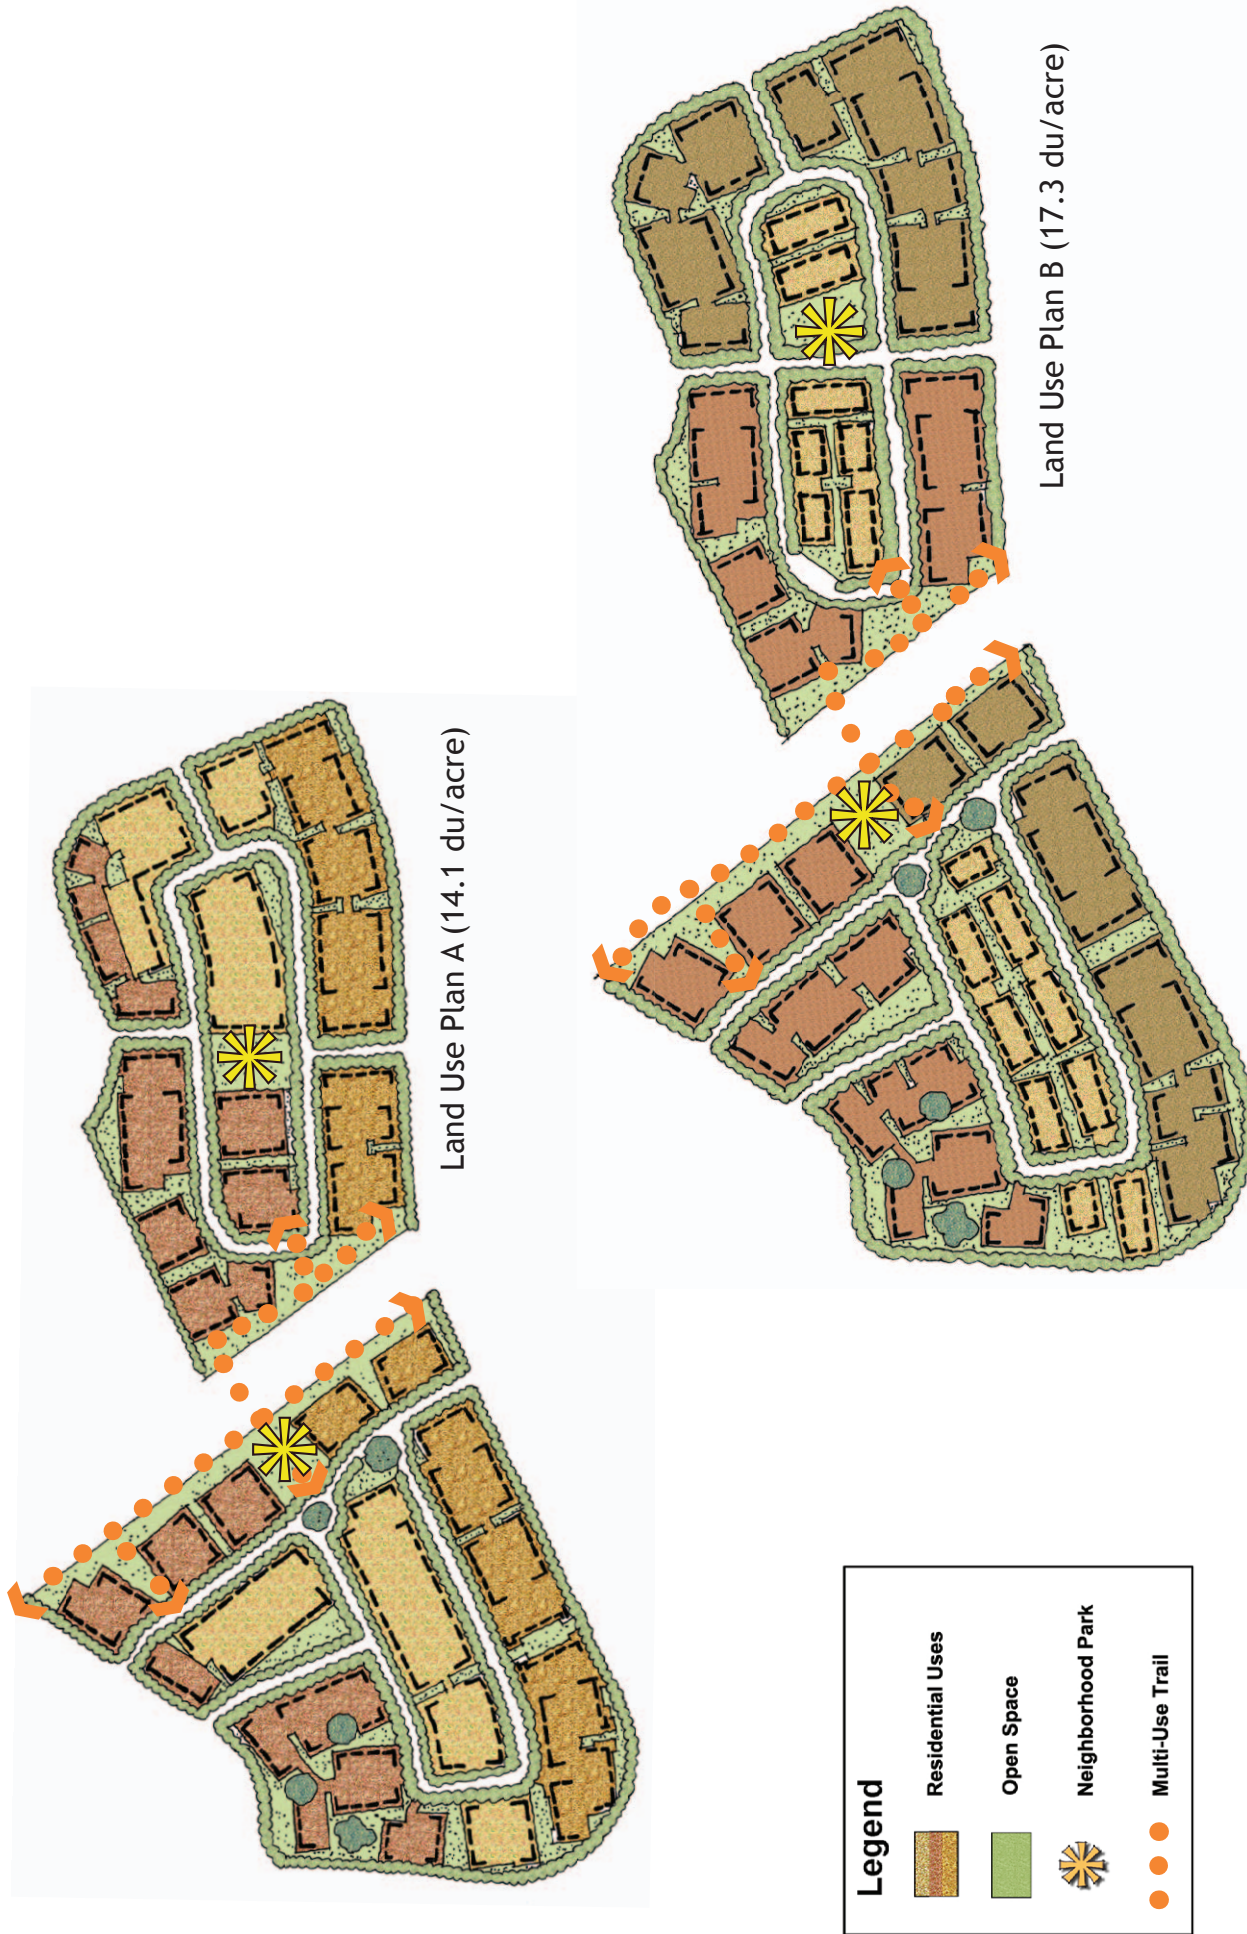 Land Use Plan A (14.1 du/acre)
Land Use Plan B (17.3 du/acre)
Legend
Residential Uses
Open Space
Neighborhood Park
Multi-Use Trail